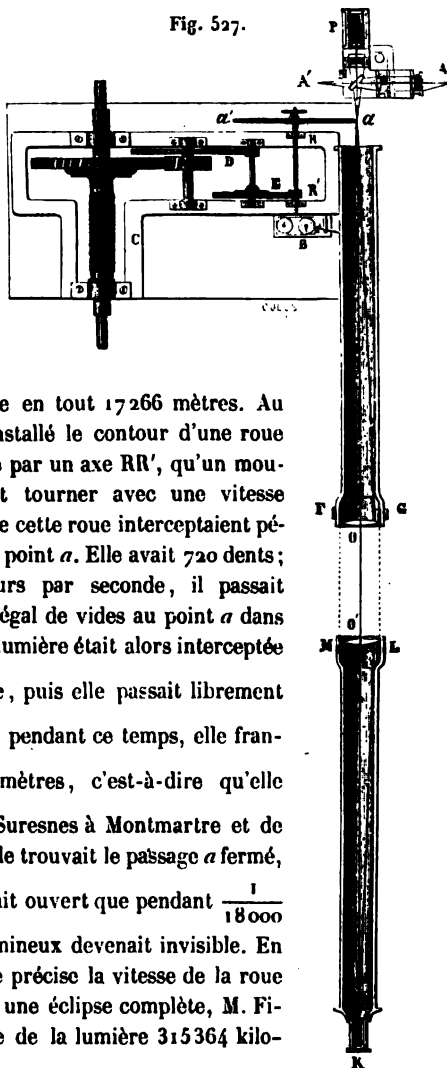 Fig. 527.
P
A'
A
a'
a
D
E
R'
B
C
F
G
O
O'
M
L
K
e en tout 17266 mètres. Au
nstallé le contour d'une roue
par un axe RR', qu'un mou-
t tourner avec une vitesse
e cette roue interceptaient pé-
point a. Elle avait 720 dents;
urs par seconde, il passait
égal de vides au point a dans
umière était alors interceptée
e, puis elle passait librement
pendant ce temps, elle fran-
mètres, c'est-à-dire qu'elle
Suresnes à Montmartre et de
le trouvait le passage a fermé,
ait ouvert que pendant 1/18000
mineux devenait invisible. En
e précise la vitesse de la roue
une éclipse complète, M. Fi-
e de la lumière 315364 kilo-